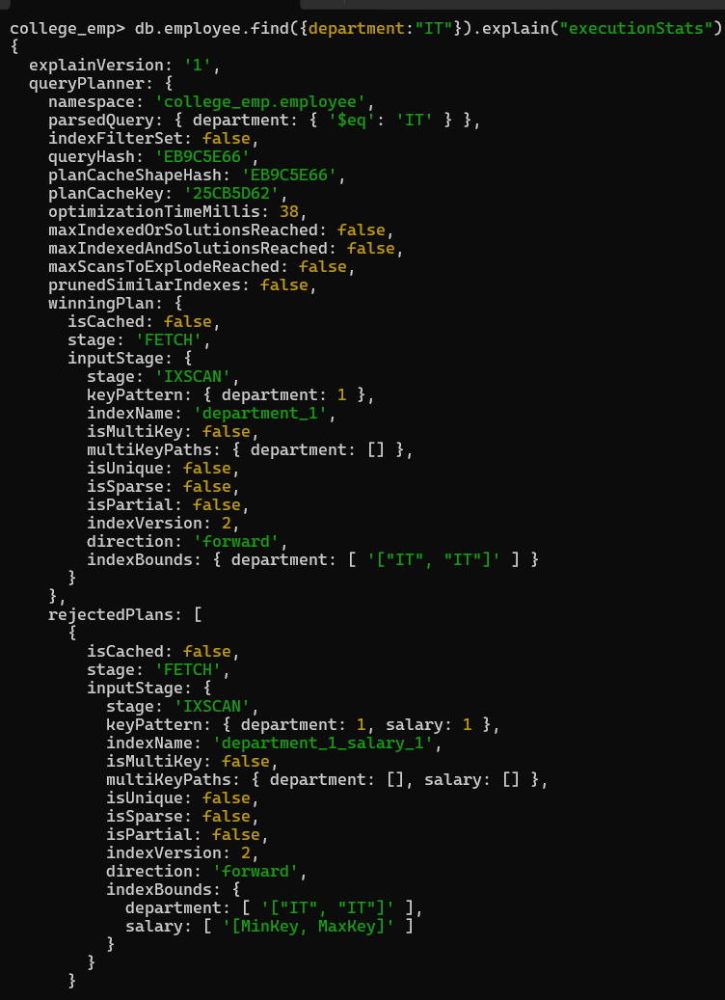 college_emp> db.employee.find({department:"IT"}).explain("executionStats")
{
  explainVersion: '1',
  queryPlanner: {
    namespace: 'college_emp.employee',
    parsedQuery: { department: { '$eq': 'IT' } },
    indexFilterSet: false,
    queryHash: 'EB9C5E66',
    planCacheShapeHash: 'EB9C5E66',
    planCacheKey: '25CB5D62',
    optimizationTimeMillis: 38,
    maxIndexedOrSolutionsReached: false,
    maxIndexedAndSolutionsReached: false,
    maxScansToExplodeReached: false,
    prunedSimilarIndexes: false,
    winningPlan: {
      isCached: false,
      stage: 'FETCH',
      inputStage: {
        stage: 'IXSCAN',
        keyPattern: { department: 1 },
        indexName: 'department_1',
        isMultiKey: false,
        multiKeyPaths: { department: [] },
        isUnique: false,
        isSparse: false,
        isPartial: false,
        indexVersion: 2,
        direction: 'forward',
        indexBounds: { department: [ '["IT", "IT"]' ] }
      }
    },
    rejectedPlans: [
      {
        isCached: false,
        stage: 'FETCH',
        inputStage: {
          stage: 'IXSCAN',
          keyPattern: { department: 1, salary: 1 },
          indexName: 'department_1_salary_1',
          isMultiKey: false,
          multiKeyPaths: { department: [], salary: [] },
          isUnique: false,
          isSparse: false,
          isPartial: false,
          indexVersion: 2,
          direction: 'forward',
          indexBounds: {
            department: [ '["IT", "IT"]' ],
            salary: [ '[MinKey, MaxKey]' ]
          }
        }
      }